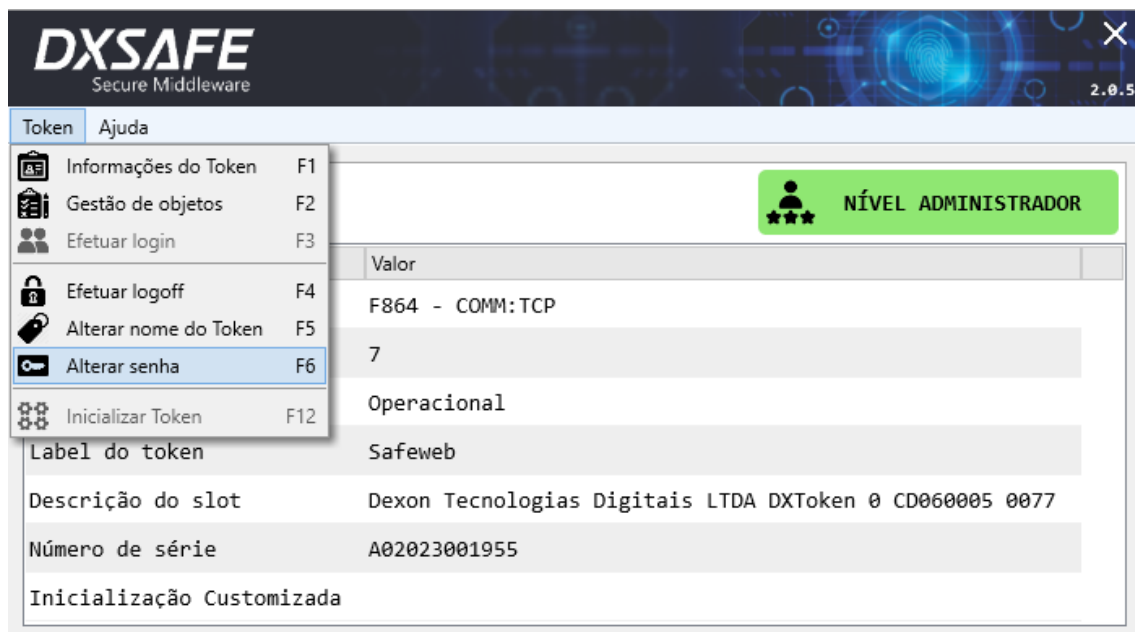 DXSAFE
Secure Middleware
2.0.5
Token Ajuda
Informações do Token F1
Gestão de objetos F2
Efetuar login F3
Efetuar logoff F4
Alterar nome do Token F5
Alterar senha F6
Inicializar Token F12
NÍVEL ADMINISTRADOR
Valor
F864 - COMM:TCP
7
Operacional
Label do token Safeweb
Descrição do slot Dexon Tecnologias Digitais LTDA DXToken 0 CD060005 0077
Número de série A02023001955
Inicialização Customizada